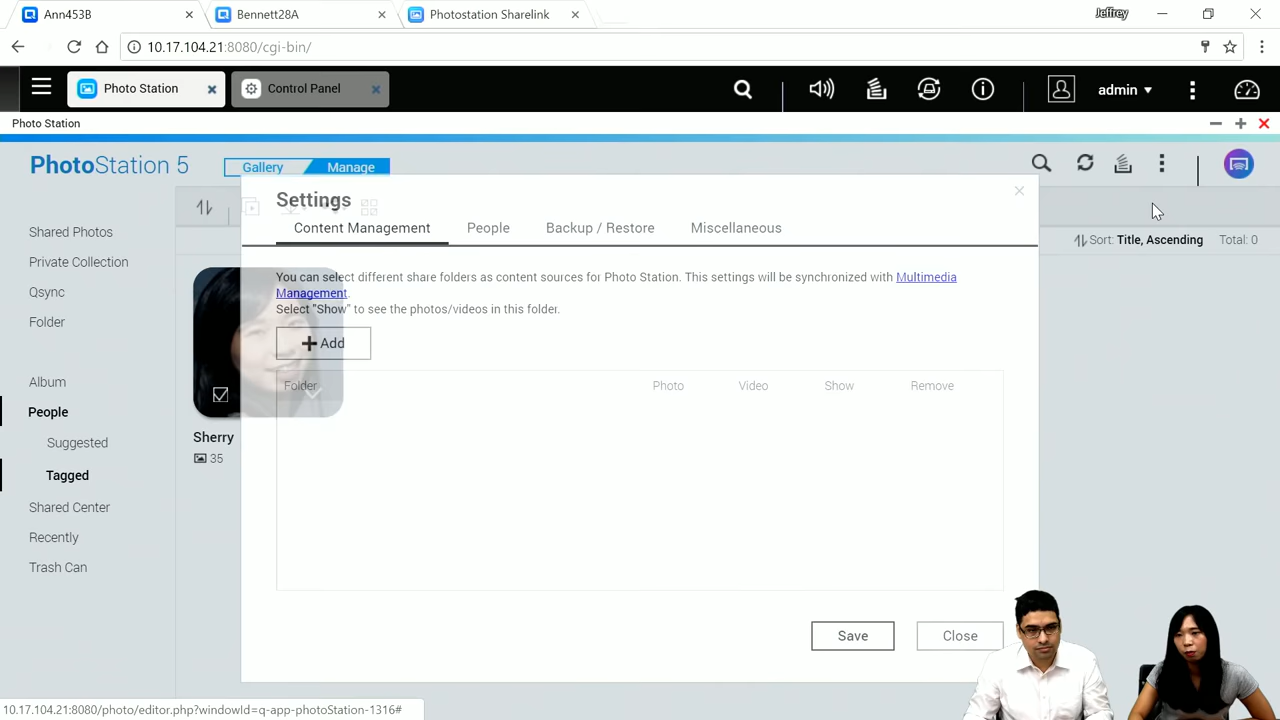 Ann453B
Bennett28A
Photostation Sharelink
Jeffrey
10.17.104.21:8080/cgi-bin/
Photo Station
Control Panel
admin
Photo Station
PhotoStation 5
Gallery
Manage
Settings
Content Management
People
Backup / Restore
Miscellaneous
Sort: Title, Ascending
Total: 0
Shared Photos
Private Collection
Qsync
Folder
Album
People
Suggested
Tagged
Shared Center
Recently
Trash Can
You can select different share folders as content sources for Photo Station. This settings will be synchronized with Multimedia
Management.
Select "Show" to see the photos/videos in this folder.
Add
Folder
Photo
Video
Show
Remove
Sherry
35
Save
Close
10.17.104.21:8080/photo/editor.php?windowId=q-app-photoStation-1316#